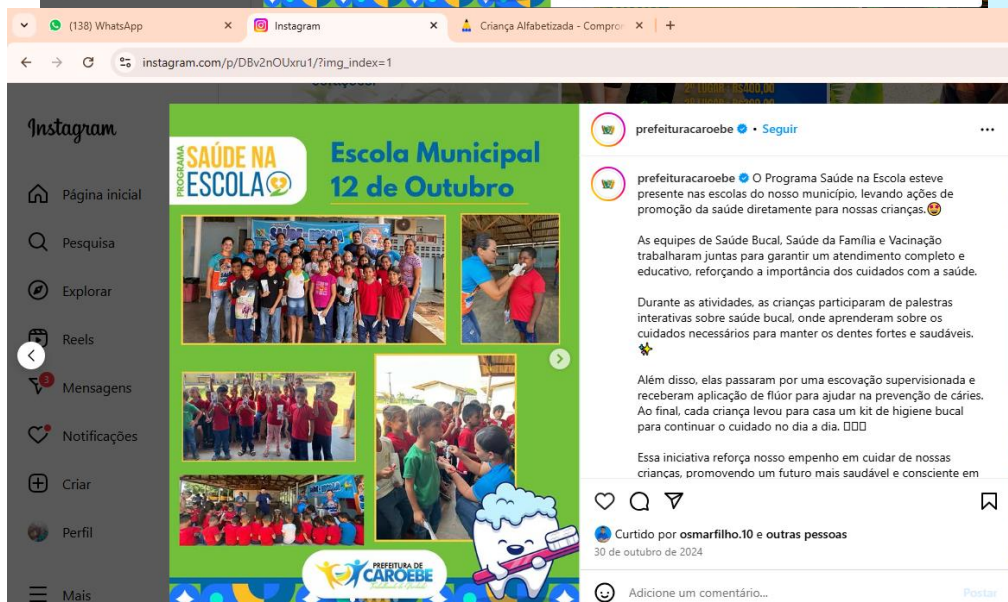 (138) WhatsApp
Instagram
Criança Alfabetizada - Compro
instagram.com/p/DBv2nOUxru1/?img_index=1
2º LUGAR - R$400,00
Instagram
Página inicial
Pesquisa
Explorar
Reels
3
Mensagens
Notificações
Criar
Perfil
Mais
PROGRAMA
SAÚDE NA
ESCOLA
Escola Municipal
12 de Outubro
PREFEITURA DE
CAROEBE
prefeituracaroebe • Seguir
prefeituracaroebe O Programa Saúde na Escola esteve
presente nas escolas do nosso município, levando ações de
promoção da saúde diretamente para nossas crianças.😍
As equipes de Saúde Bucal, Saúde da Família e Vacinação
trabalharam juntas para garantir um atendimento completo e
educativo, reforçando a importância dos cuidados com a saúde.
Durante as atividades, as crianças participaram de palestras
interativas sobre saúde bucal, onde aprenderam sobre os
cuidados necessários para manter os dentes fortes e saudáveis.
✨
Além disso, elas passaram por uma escovação supervisionada e
receberam aplicação de flúor para ajudar na prevenção de cáries.
Ao final, cada criança levou para casa um kit de higiene bucal
para continuar o cuidado no dia a dia. ▯▯▯
Essa iniciativa reforça nosso empenho em cuidar de nossas
crianças, promovendo um futuro mais saudável e consciente em
Curtido por osmarfilho.10 e outras pessoas
30 de outubro de 2024
Adicione um comentário...
Postar